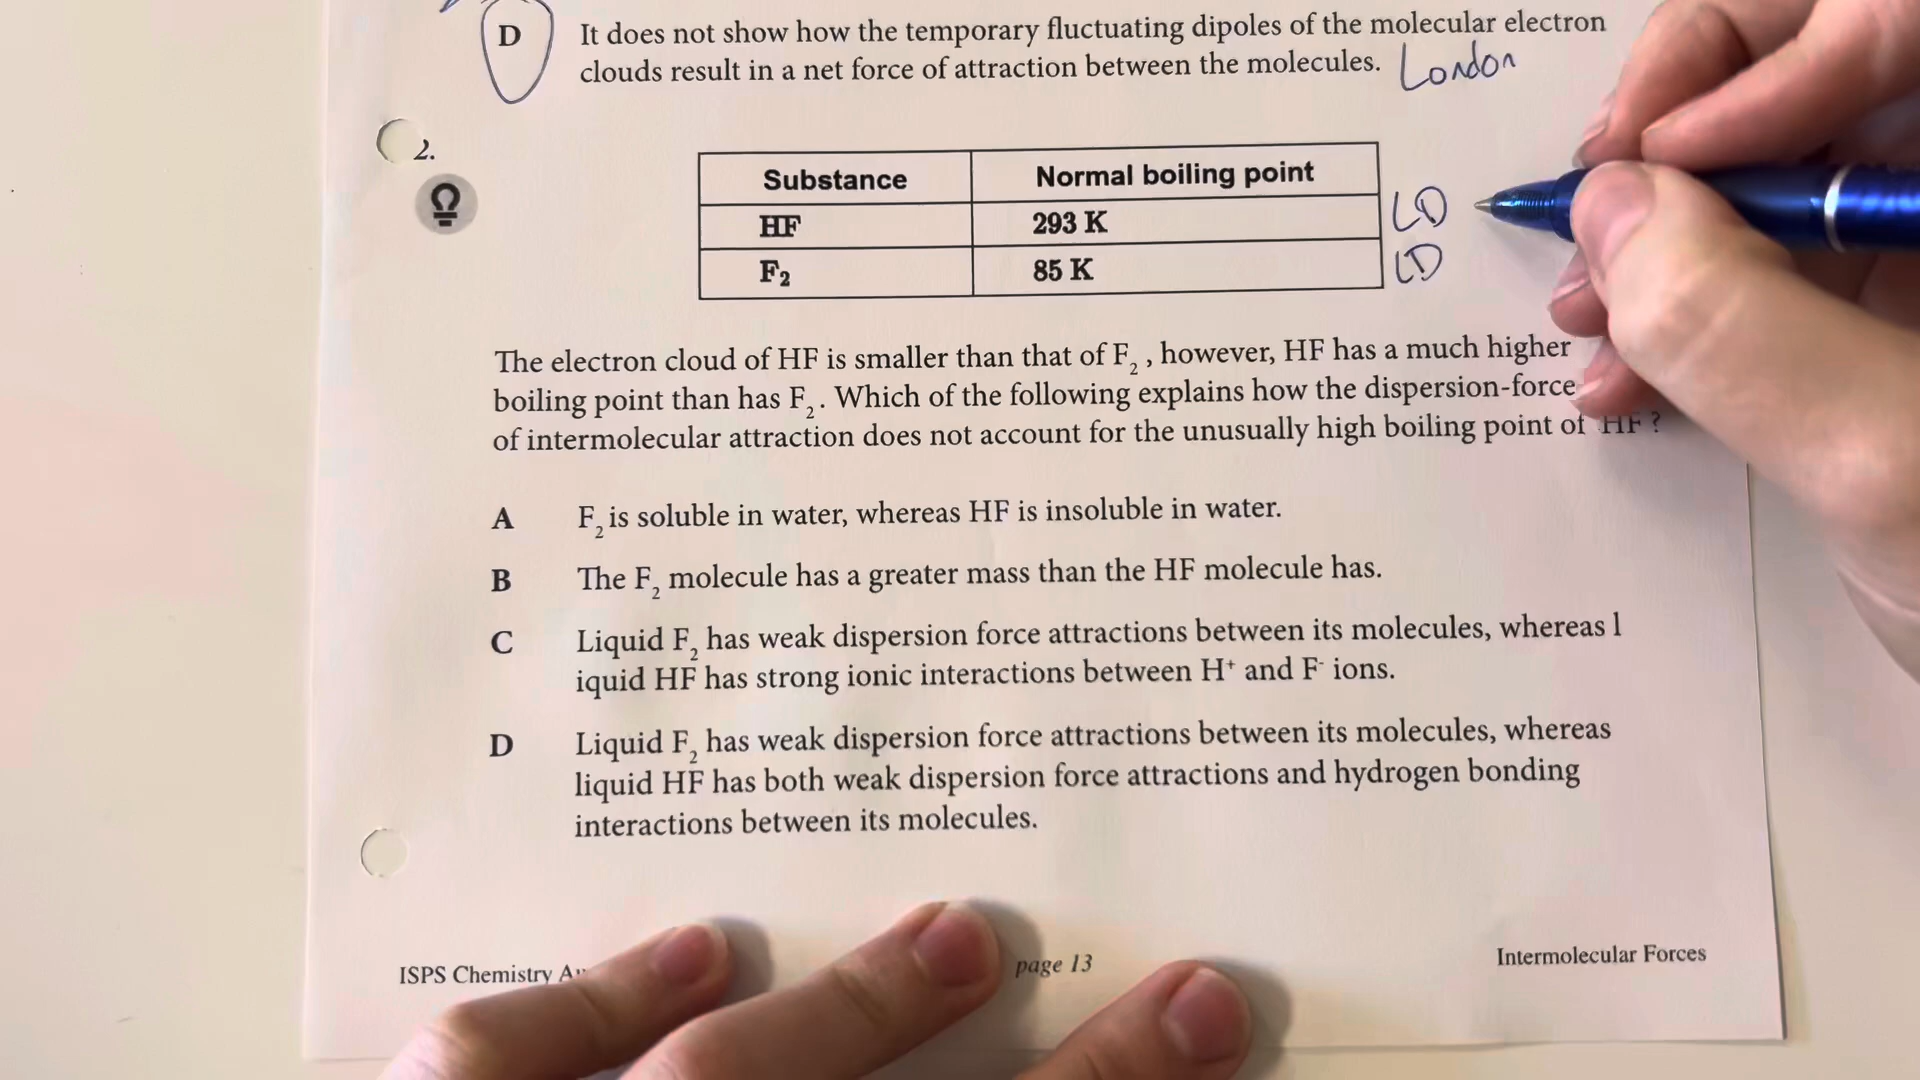 D It does not show how the temporary fluctuating dipoles of the molecular electron
clouds result in a net force of attraction between the molecules. London
2.
Substance Normal boiling point
HF 293 K LD
F₂ 85 K LD
The electron cloud of HF is smaller than that of F₂ , however, HF has a much higher
boiling point than has F₂. Which of the following explains how the dispersion-force
of intermolecular attraction does not account for the unusually high boiling point of HF ?
A F₂ is soluble in water, whereas HF is insoluble in water.
B The F₂ molecule has a greater mass than the HF molecule has.
C Liquid F₂ has weak dispersion force attractions between its molecules, whereas l
iquid HF has strong ionic interactions between H⁺ and F⁻ ions.
D Liquid F₂ has weak dispersion force attractions between its molecules, whereas
liquid HF has both weak dispersion force attractions and hydrogen bonding
interactions between its molecules.
ISPS Chemistry page 13 Intermolecular Forces